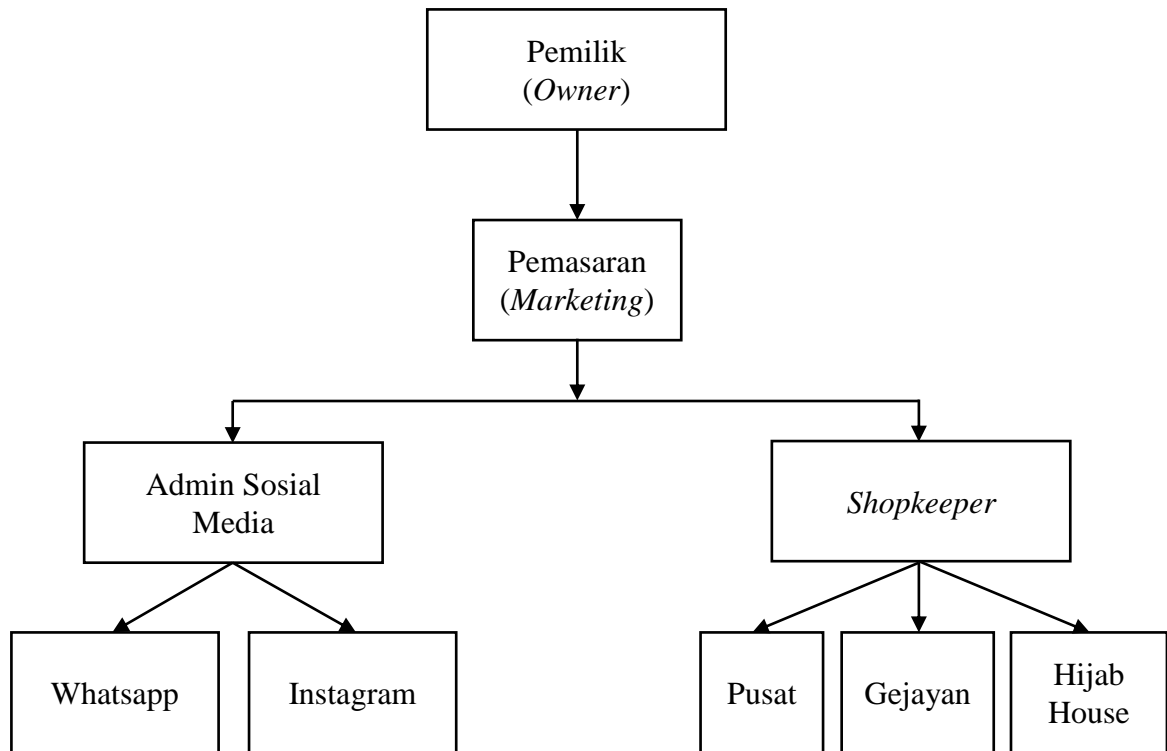 Pemilik
(Owner)
Pemasaran
(Marketing)
Admin Sosial
Media
Shopkeeper
Whatsapp
Instagram
Pusat
Gejayan
Hijab
House